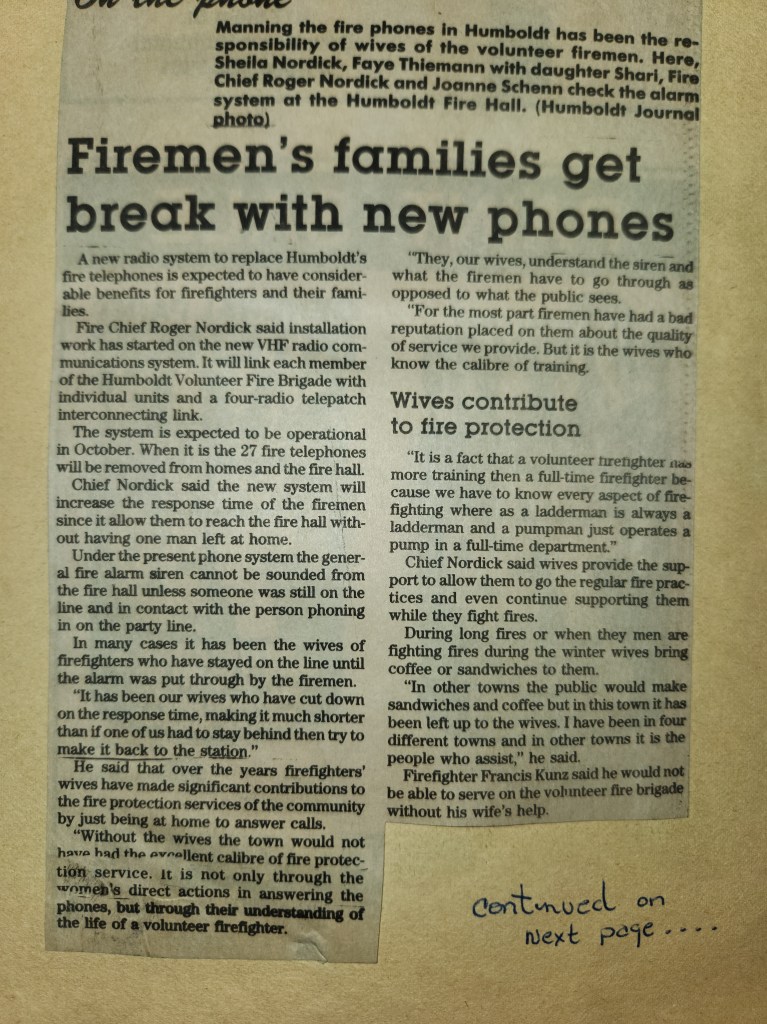 On the phone
Manning the fire phones in Humboldt has been the re-
sponsibility of wives of the volunteer firemen. Here,
Sheila Nordick, Faye Thiemann with daughter Shari, Fire
Chief Roger Nordick and Joanne Schenn check the alarm
system at the Humboldt Fire Hall. (Humboldt Journal
photo)
Firemen's families get
break with new phones
A new radio system to replace Humboldt's
fire telephones is expected to have consider-
able benefits for firefighters and their fami-
lies.
Fire Chief Roger Nordick said installation
work has started on the new VHF radio com-
munications system. It will link each member
of the Humboldt Volunteer Fire Brigade with
individual units and a four-radio telepatch
interconnecting link.
The system is expected to be operational
in October. When it is the 27 fire telephones
will be removed from homes and the fire hall.
Chief Nordick said the new system will
increase the response time of the firemen
since it allow them to reach the fire hall with-
out having one man left at home.
Under the present phone system the gener-
al fire alarm siren cannot be sounded from
the fire hall unless someone was still on the
line and in contact with the person phoning
in on the party line.
In many cases it has been the wives of
firefighters who have stayed on the line until
the alarm was put through by the firemen.
"It has been our wives who have cut down
on the response time, making it much shorter
than if one of us had to stay behind then try to
make it back to the station."
He said that over the years firefighters'
wives have made significant contributions to
the fire protection services of the community
by just being at home to answer calls.
"Without the wives the town would not
have had the excellent calibre of fire protec-
tion service. It is not only through the
women's direct actions in answering the
phones, but through their understanding of
the life of a volunteer firefighter.
"They, our wives, understand the siren and
what the firemen have to go through as
opposed to what the public sees.
"For the most part firemen have had a bad
reputation placed on them about the quality
of service we provide. But it is the wives who
know the calibre of training.
Wives contribute
to fire protection
"It is a fact that a volunteer firefighter has
more training then a full-time firefighter be-
cause we have to know every aspect of fire-
fighting where as a ladderman is always a
ladderman and a pumpman just operates a
pump in a full-time department."
Chief Nordick said wives provide the sup-
port to allow them to go the regular fire prac-
tices and even continue supporting them
while they fight fires.
During long fires or when they men are
fighting fires during the winter wives bring
coffee or sandwiches to them.
"In other towns the public would make
sandwiches and coffee but in this town it has
been left up to the wives. I have been in four
different towns and in other towns it is the
people who assist," he said.
Firefighter Francis Kunz said he would not
be able to serve on the volunteer fire brigade
without his wife's help.
continued on
next page....